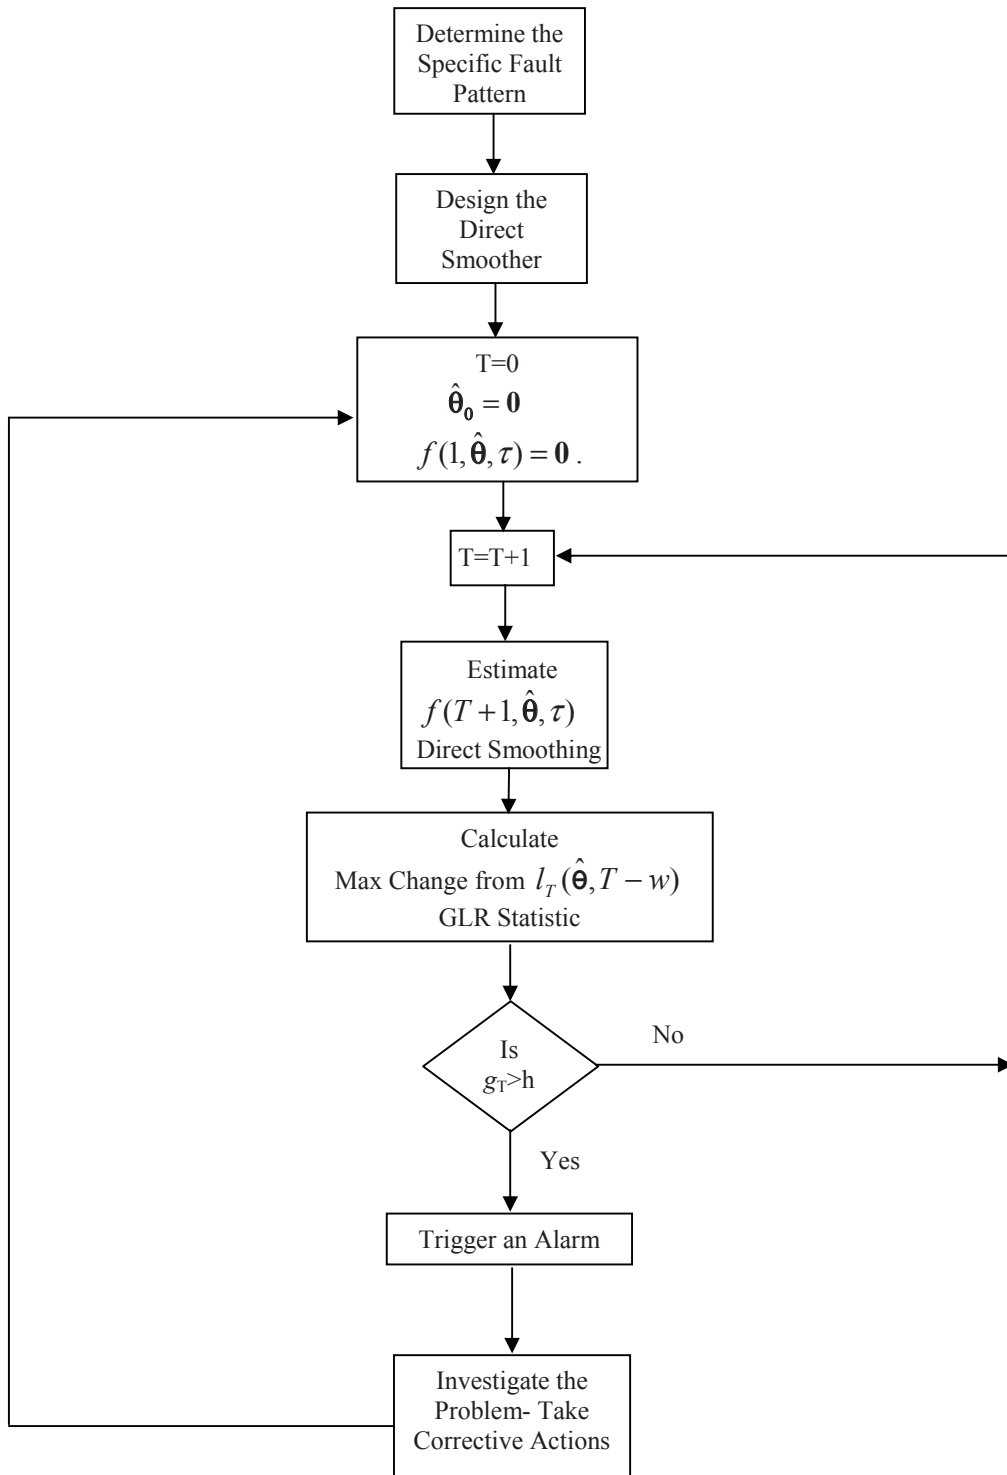 Determine the
Specific Fault
Pattern
Design the
Direct
Smoother
T=0
θ̂₀ = 0
f(1, θ̂, τ) = 0 .
T=T+1
Estimate
f(T + 1, θ̂, τ)
Direct Smoothing
Calculate
Max Change from l_T(θ̂, T − w)
GLR Statistic
Is
g_T>h
No
Yes
Trigger an Alarm
Investigate the
Problem- Take
Corrective Actions